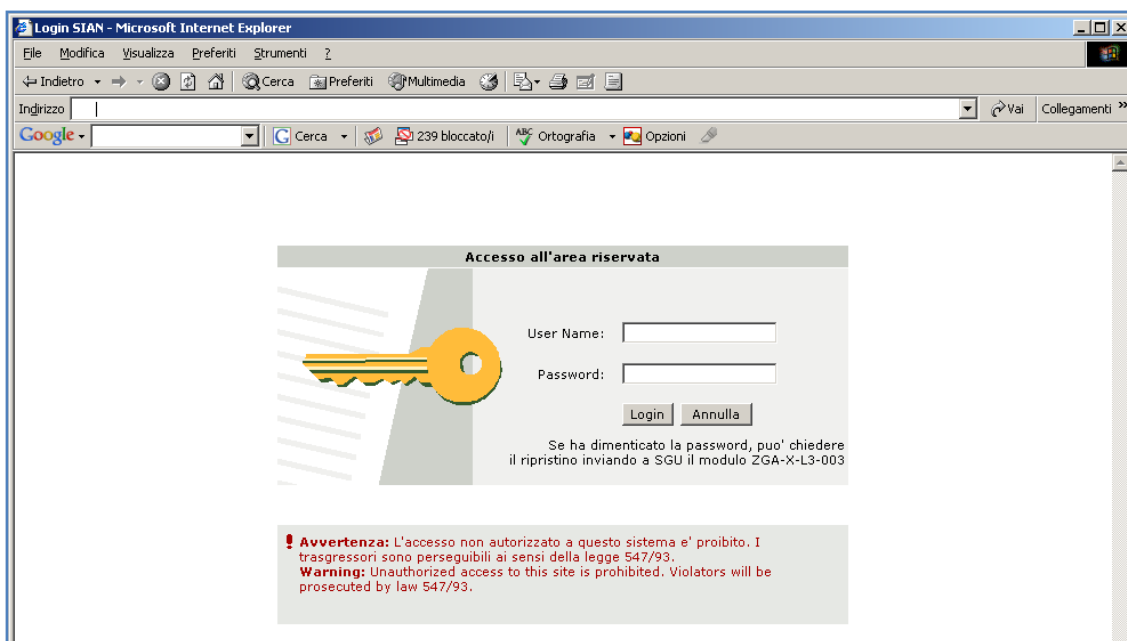 Login SIAN - Microsoft Internet Explorer
File Modifica Visualizza Preferiti Strumenti ?
Indietro Cerca Preferiti Multimedia
Indirizzo Vai Collegamenti »
Google Cerca 239 bloccato/i ABC Ortografia Opzioni
Accesso all'area riservata
User Name:
Password:
Login Annulla
Se ha dimenticato la password, puo' chiedere
il ripristino inviando a SGU il modulo ZGA-X-L3-003
Avvertenza: L'accesso non autorizzato a questo sistema e' proibito. I
trasgressori sono perseguibili ai sensi della legge 547/93.
Warning: Unauthorized access to this site is prohibited. Violators will be
prosecuted by law 547/93.